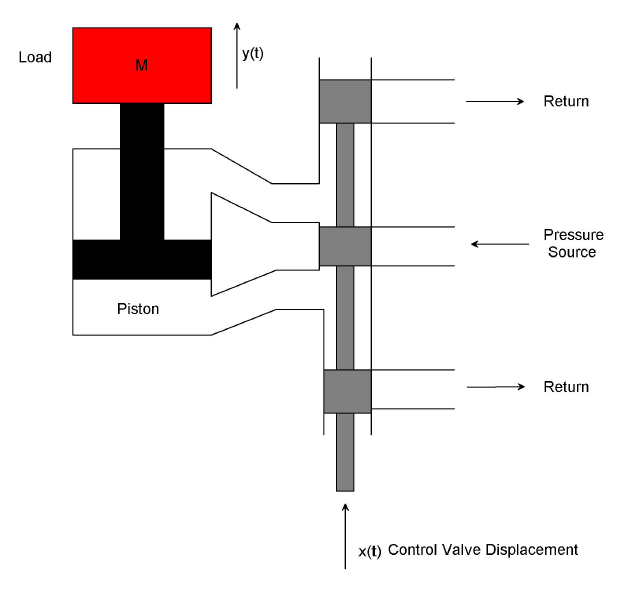 Load
M
y(t)
Return
Pressure
Source
Piston
Return
x(t) Control Valve Displacement